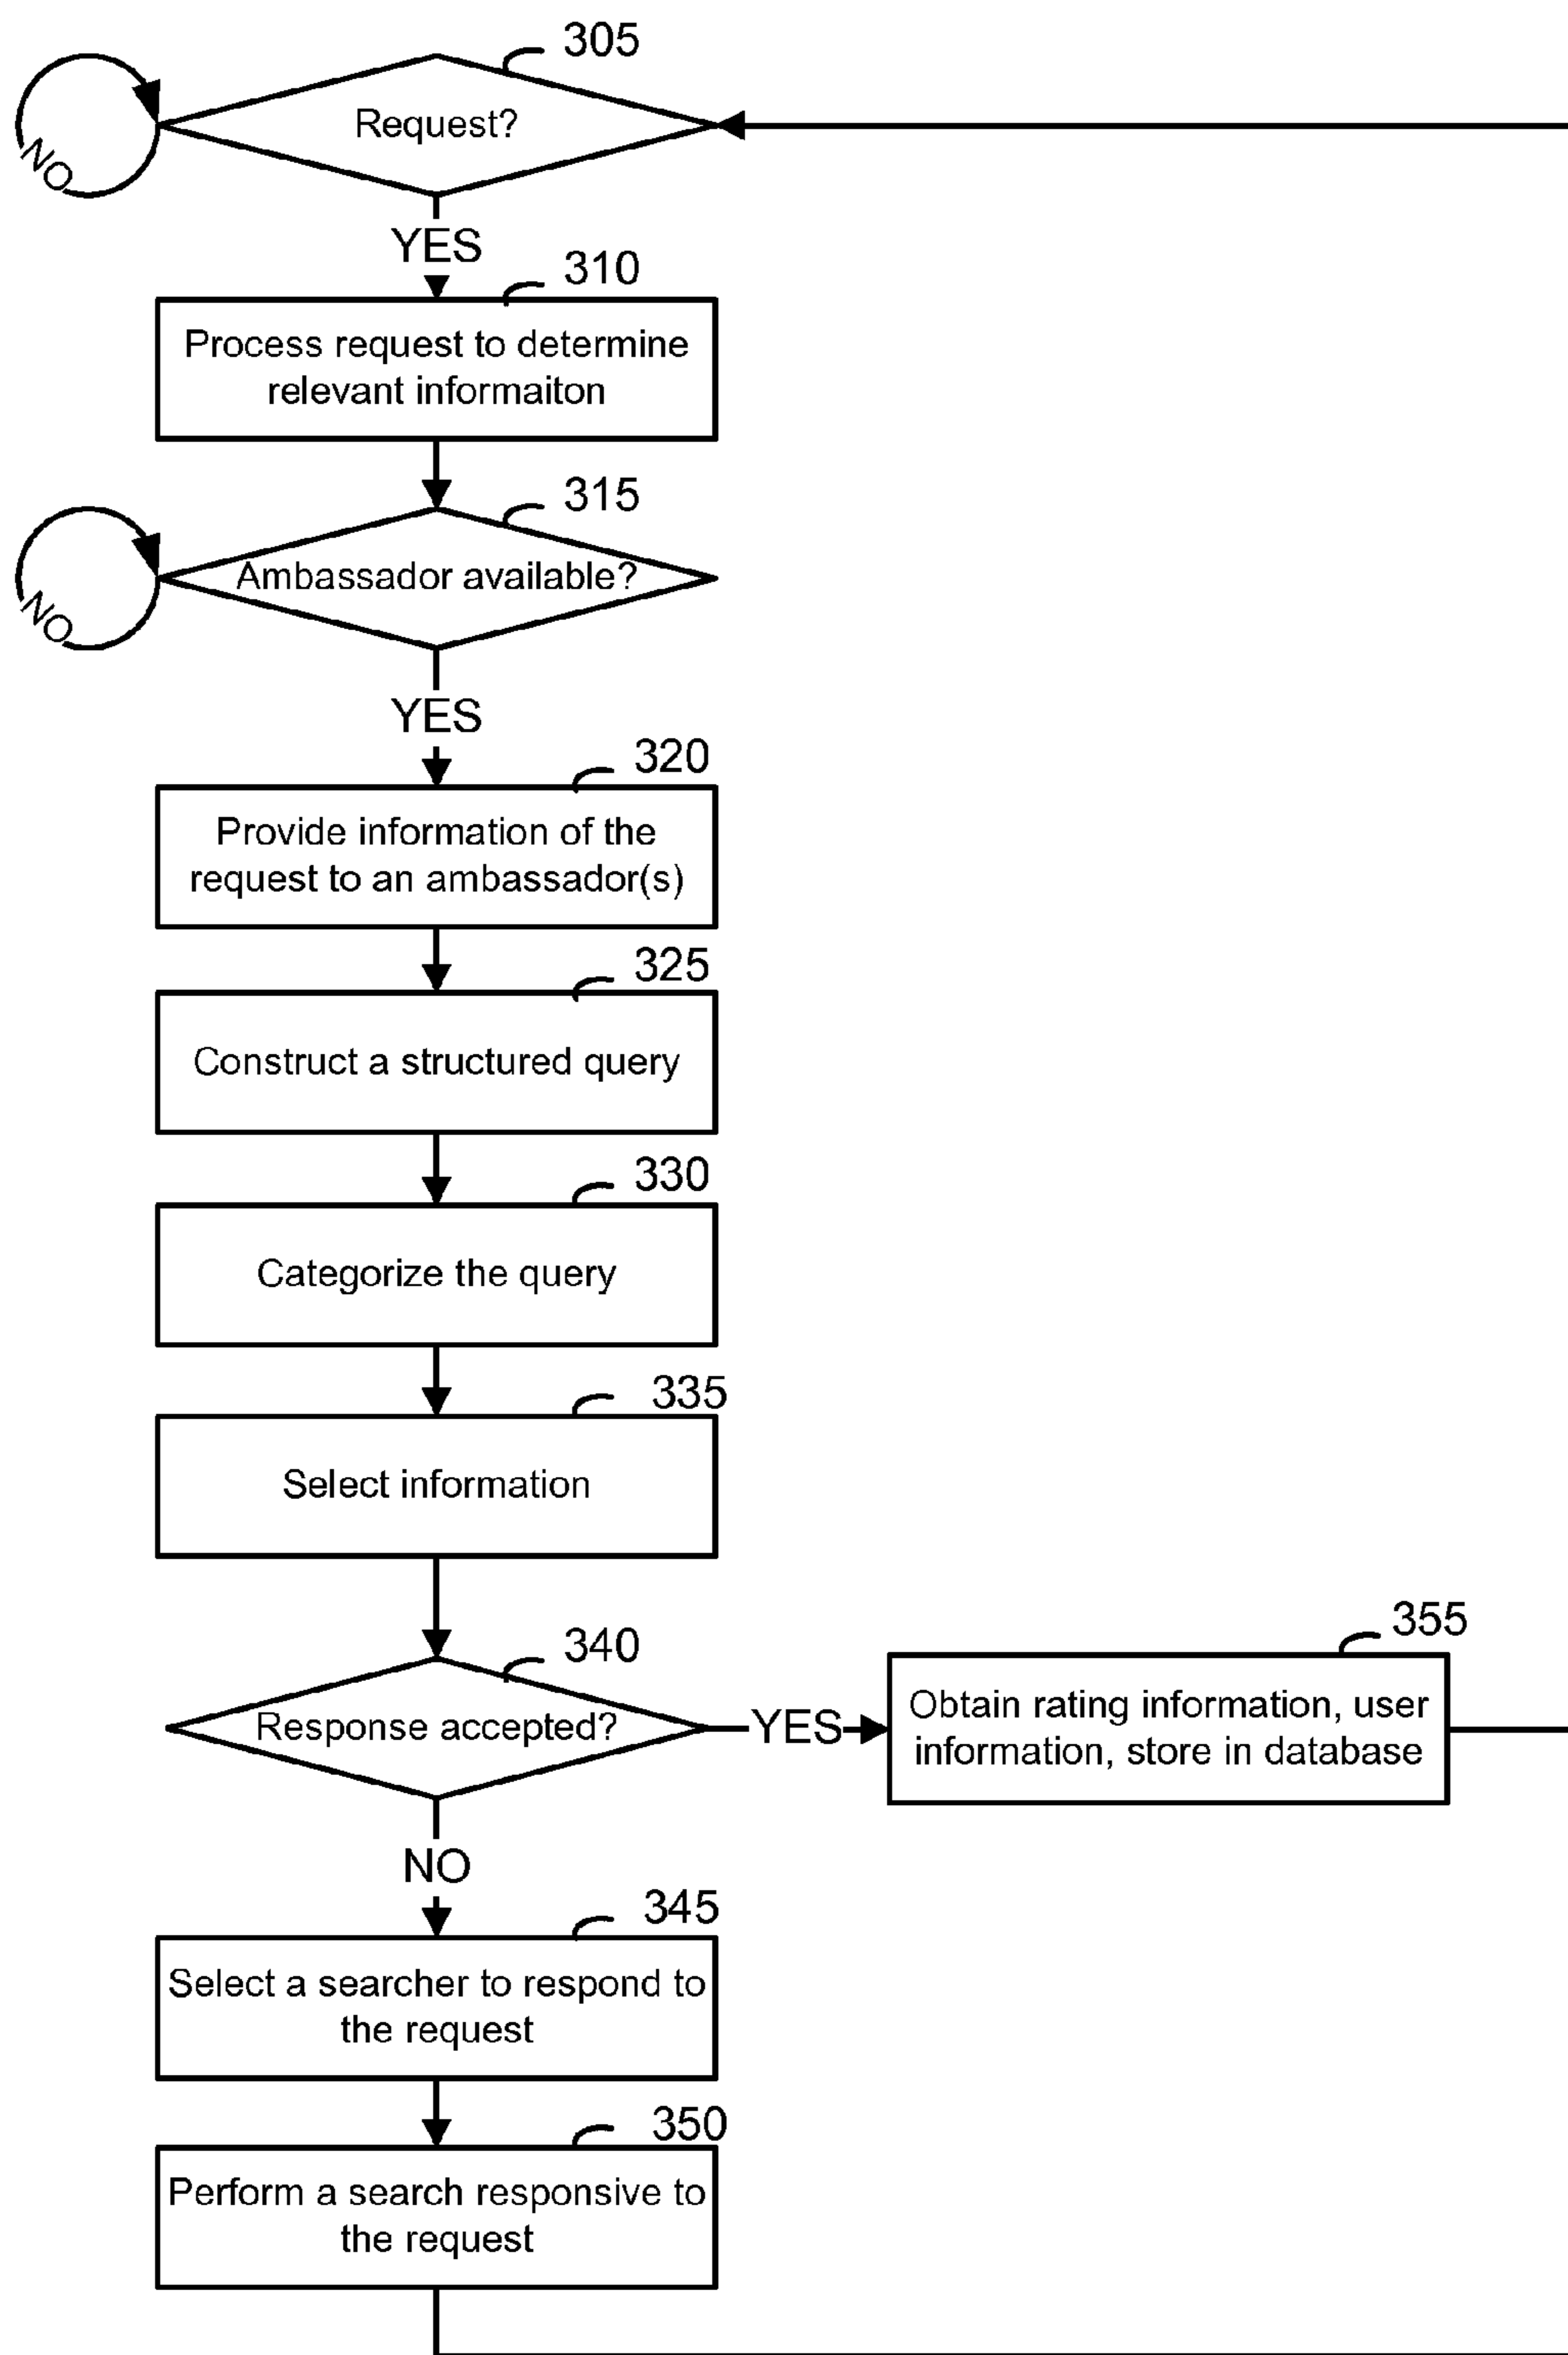 305
Request?
NO
YES
310
Process request to determine
relevant informaiton
315
Ambassador available?
NO
YES
320
Provide information of the
request to an ambassador(s)
325
Construct a structured query
330
Categorize the query
335
Select information
340
Response accepted?
YES
355
Obtain rating information, user
information, store in database
NO
345
Select a searcher to respond to
the request
350
Perform a search responsive to
the request